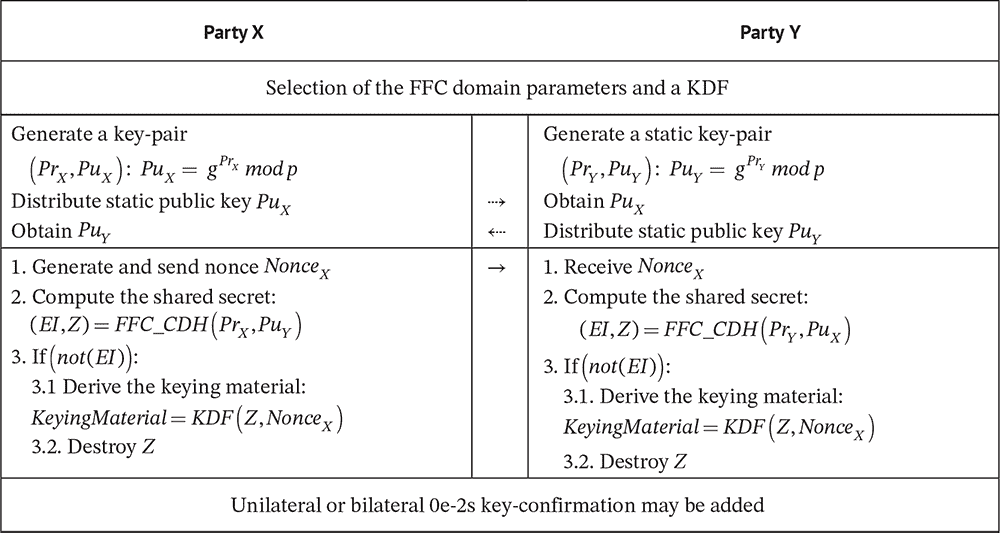 Party X Party Y
Selection of the FFC domain parameters and a KDF
Generate a key-pair
(Pr_X, Pu_X): Pu_X = g^{Pr_X} mod p
Distribute static public key Pu_X
Obtain Pu_Y
⇢
⇠
Generate a static key-pair
(Pr_Y, Pu_Y): Pu_Y = g^{Pr_Y} mod p
Obtain Pu_X
Distribute static public key Pu_Y
1. Generate and send nonce Nonce_X
2. Compute the shared secret:
(EI,Z) = FFC_CDH(Pr_X, Pu_Y)
3. If (not(EI)):
3.1 Derive the keying material:
KeyingMaterial = KDF(Z, Nonce_X)
3.2. Destroy Z
→
1. Receive Nonce_X
2. Compute the shared secret:
(EI,Z) = FFC_CDH(Pr_Y, Pu_X)
3. If (not(EI)):
3.1. Derive the keying material:
KeyingMaterial = KDF(Z, Nonce_X)
3.2. Destroy Z
Unilateral or bilateral 0e-2s key-confirmation may be added